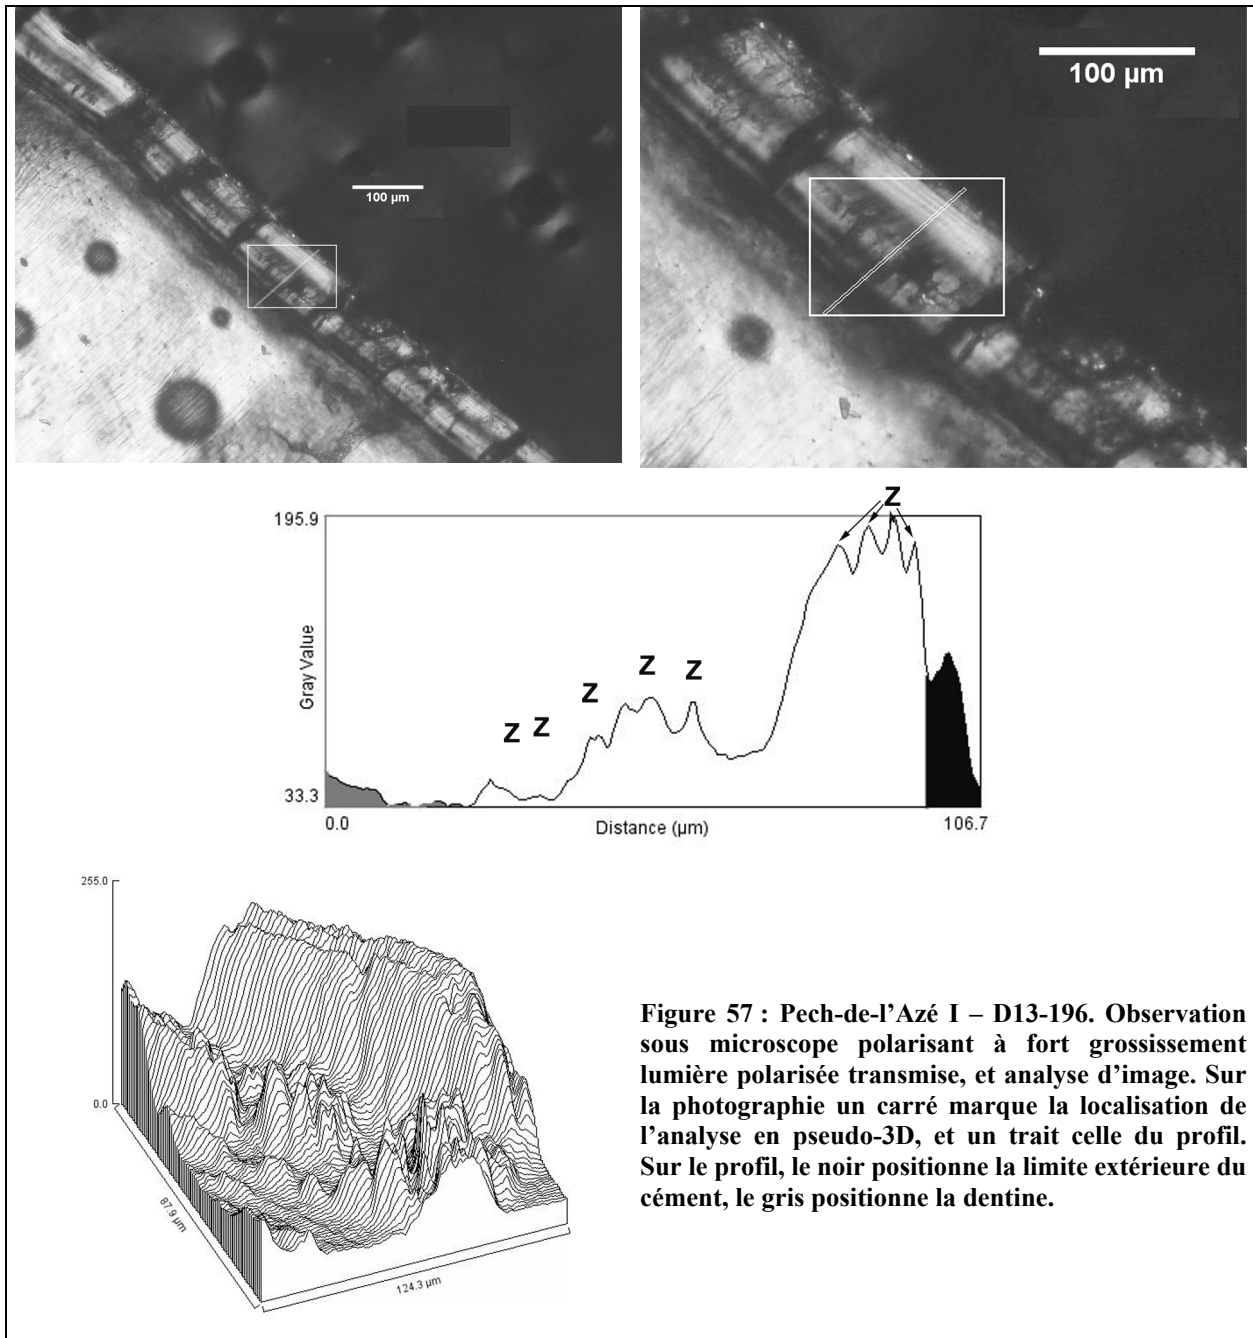 100 µm
100 µm
Z
195.9
Gray Value
Z Z Z Z Z
33.3
0.0
Distance (µm)
106.7
255.0
0.0
87.9 µm
124.3 µm
Figure 57 : Pech-de-l’Azé I – D13-196. Observation
sous microscope polarisant à fort grossissement
lumière polarisée transmise, et analyse d’image. Sur
la photographie un carré marque la localisation de
l’analyse en pseudo-3D, et un trait celle du profil.
Sur le profil, le noir positionne la limite extérieure du
cément, le gris positionne la dentine.